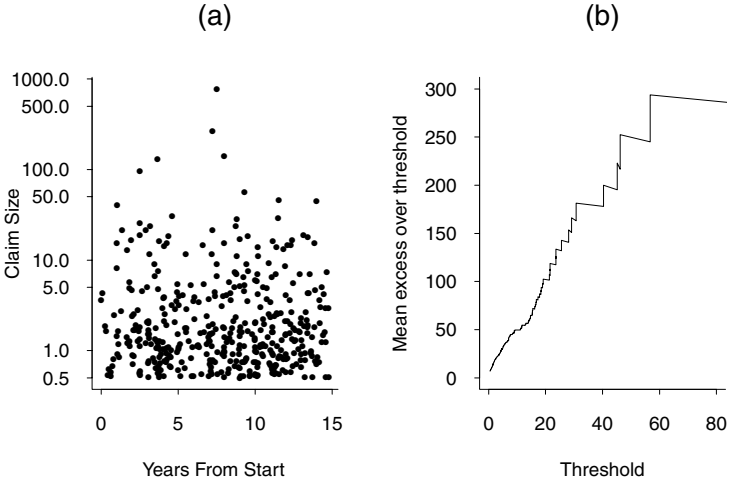 (a)
Claim Size
1000.0
500.0
100.0
50.0
10.0
5.0
1.0
0.5
0 5 10 15
Years From Start
(b)
Mean excess over threshold
300
250
200
150
100
50
0
0 20 40 60 80
Threshold